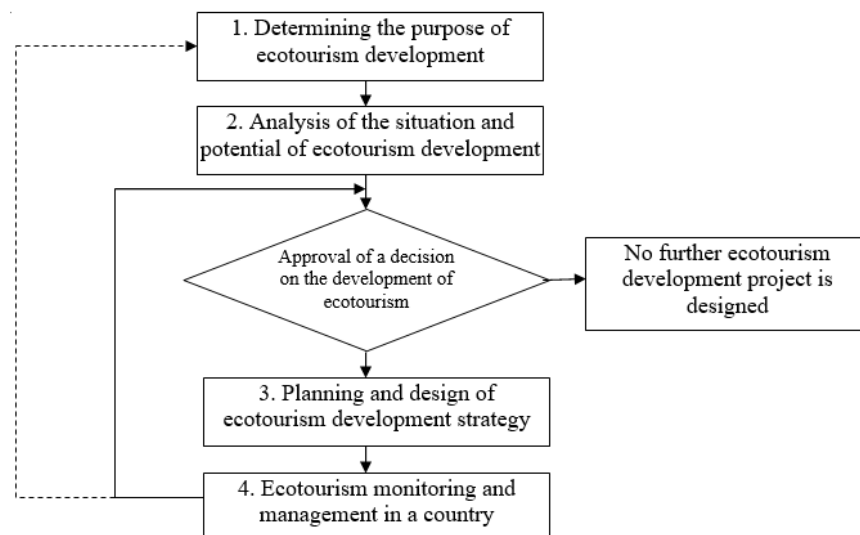 1. Determining the purpose of
ecotourism development
2. Analysis of the situation and
potential of ecotourism development
Approval of a decision
on the development of
ecotourism
No further ecotourism
development project is
designed
3. Planning and design of
ecotourism development strategy
4. Ecotourism monitoring and
management in a country